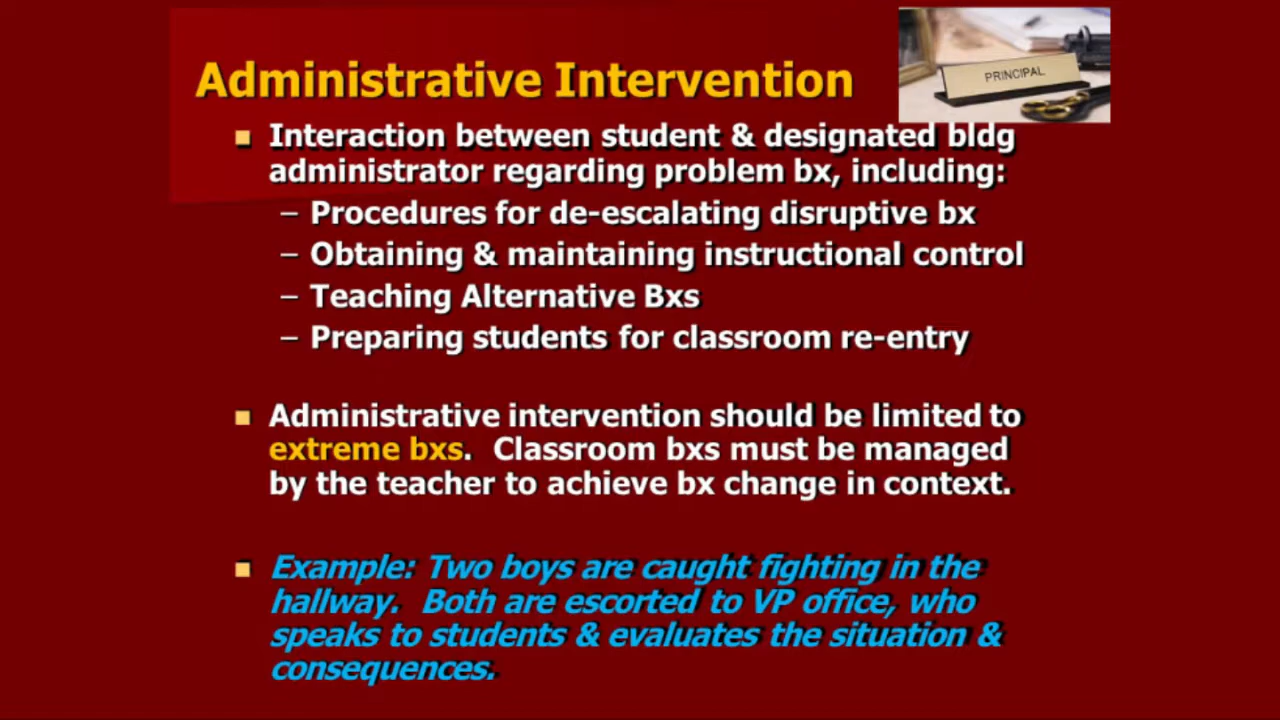 Administrative Intervention
PRINCIPAL
■ Interaction between student & designated bldg
administrator regarding problem bx, including:
– Procedures for de-escalating disruptive bx
– Obtaining & maintaining instructional control
– Teaching Alternative Bxs
– Preparing students for classroom re-entry
■ Administrative intervention should be limited to
extreme bxs. Classroom bxs must be managed
by the teacher to achieve bx change in context.
■ Example: Two boys are caught fighting in the
hallway. Both are escorted to VP office, who
speaks to students & evaluates the situation &
consequences.